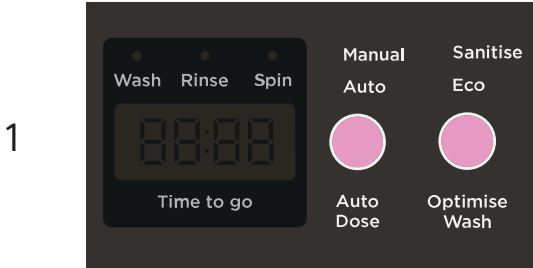 1
Wash Rinse Spin
88:88
Time to go
Manual
Auto
Auto
Dose
Sanitise
Eco
Optimise
Wash